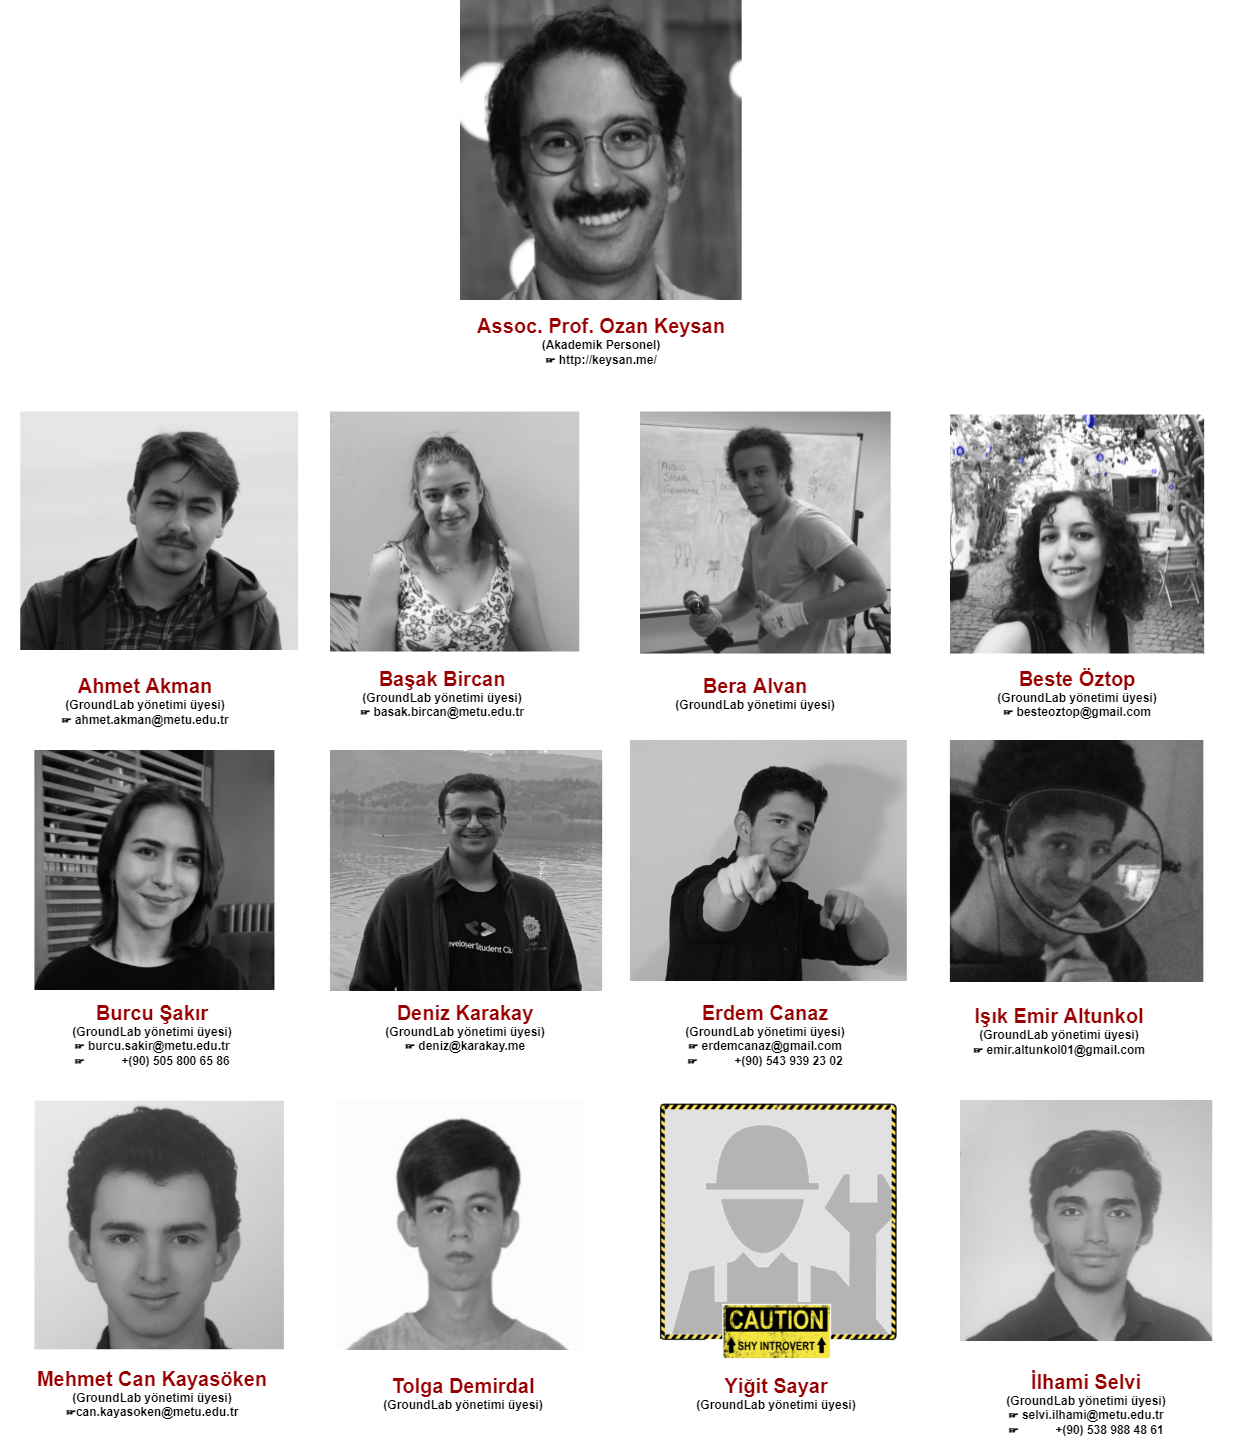 Assoc. Prof. Ozan Keysan
(Akademik Personel)
☞ http://keysan.me/
AUDIO
SIGNAL
GENERATOR
Ahmet Akman
(GroundLab yönetimi üyesi)
☞ ahmet.akman@metu.edu.tr
Başak Bircan
(GroundLab yönetimi üyesi)
☞ basak.bircan@metu.edu.tr
Bera Alvan
(GroundLab yönetimi üyesi)
Beste Öztop
(GroundLab yönetimi üyesi)
☞ besteoztop@gmail.com
Developer Student Clu
Burcu Şakır
(GroundLab yönetimi üyesi)
☞ burcu.sakir@metu.edu.tr
☞ +(90) 505 800 65 86
Deniz Karakay
(GroundLab yönetimi üyesi)
☞ deniz@karakay.me
Erdem Canaz
(GroundLab yönetimi üyesi)
☞ erdemcanaz@gmail.com
☞ +(90) 543 939 23 02
Işık Emir Altunkol
(GroundLab yönetimi üyesi)
☞ emir.altunkol01@gmail.com
CAUTION
SHY INTROVERT
Mehmet Can Kayasöken
(GroundLab yönetimi üyesi)
☞can.kayasoken@metu.edu.tr
Tolga Demirdal
(GroundLab yönetimi üyesi)
Yiğit Sayar
(GroundLab yönetimi üyesi)
İlhami Selvi
(GroundLab yönetimi üyesi)
☞ selvi.ilhami@metu.edu.tr
☞ +(90) 538 988 48 61